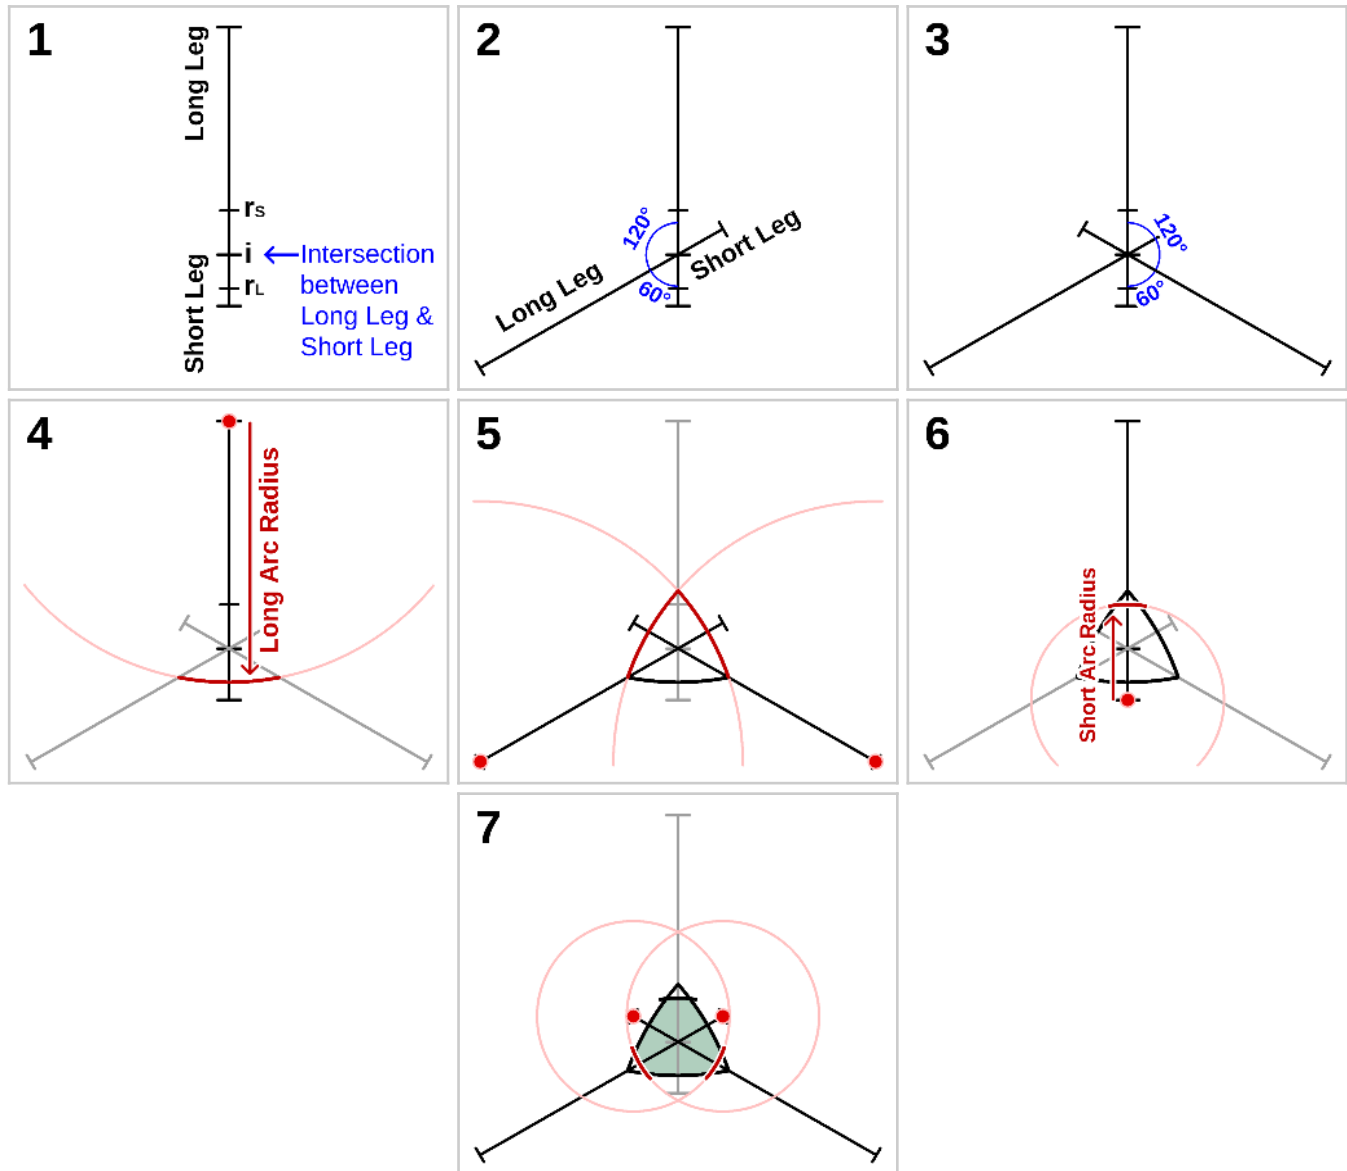 1
Long Leg
rS
i
Intersection
between
Long Leg &
Short Leg
rL
Short Leg
2
120°
60°
Long Leg
Short Leg
3
120°
60°
4
Long Arc Radius
5
6
Short Arc Radius
7